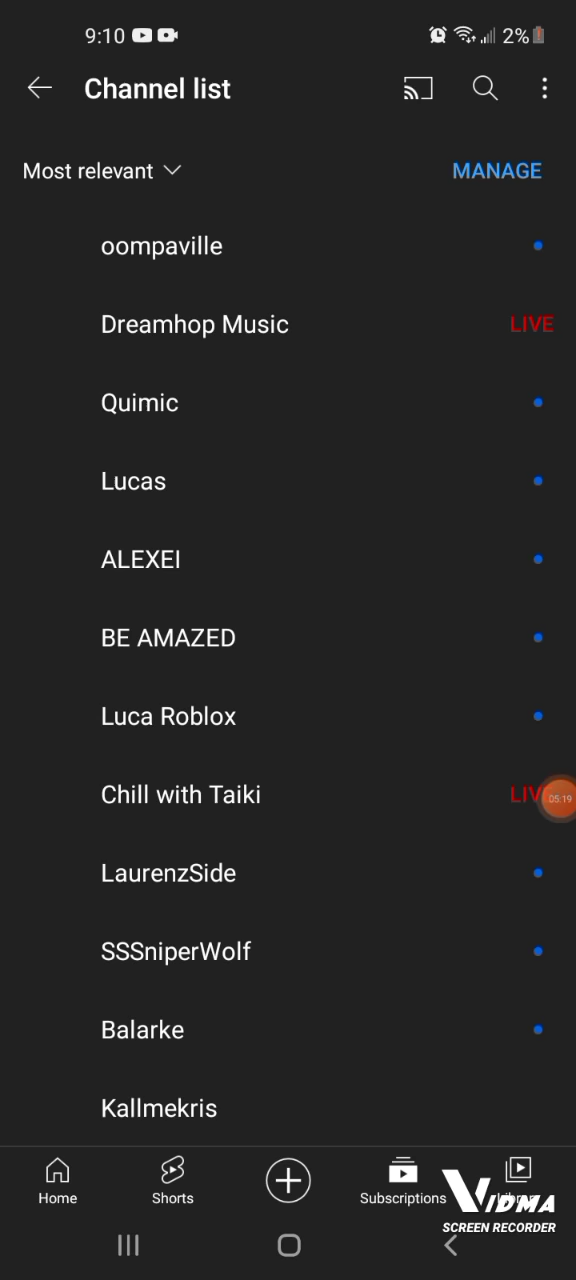 9:10 2%
Channel list
Most relevant MANAGE
oompaville
Dreamhop Music LIVE
Quimic
Lucas
ALEXEI
BE AMAZED
Luca Roblox
Chill with Taiki LIV
05:19
LaurenzSide
SSSniperWolf
Balarke
Kallmekris
Home Shorts Subscriptions
VIDMA
SCREEN RECORDER